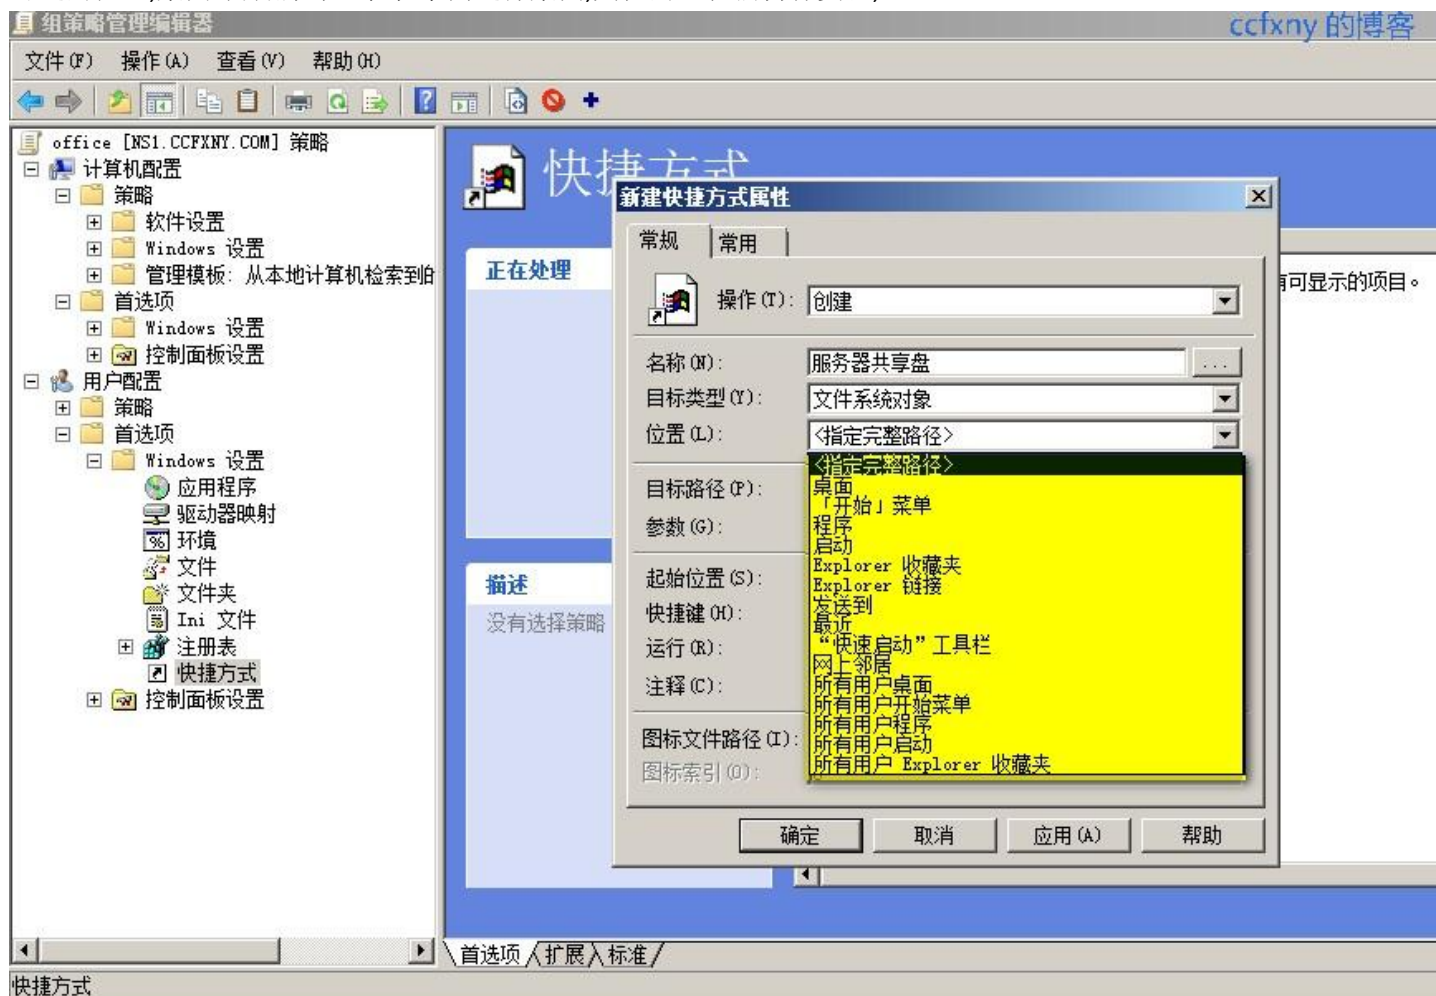 组策略管理编辑器
ccfxny 的博客
文件(F) 操作(A) 查看(V) 帮助(H)
office [NS1.CCFXNY.COM] 策略
计算机配置
策略
软件设置
Windows 设置
管理模板: 从本地计算机检索到的
首选项
Windows 设置
控制面板设置
用户配置
策略
首选项
Windows 设置
应用程序
驱动器映射
环境
文件
文件夹
Ini 文件
注册表
快捷方式
控制面板设置
快捷方式
正在处理
描述
没有选择策略
可显示的项目。
新建快捷方式属性
常规 常用
操作(T): 创建
名称(N): 服务器共享盘 ...
目标类型(Y): 文件系统对象
位置(L): <指定完整路径>
目标路径(P):
参数(G):
起始位置(S):
快捷键(H):
运行(R):
注释(C):
图标文件路径(I):
图标索引(O):
<指定完整路径>
桌面
「开始」菜单
程序
启动
Explorer 收藏夹
Explorer 链接
发送到
最近
“快速启动”工具栏
网上邻居
所有用户桌面
所有用户开始菜单
所有用户程序
所有用户启动
所有用户 Explorer 收藏夹
确定 取消 应用(A) 帮助
首选项 扩展 标准
快捷方式